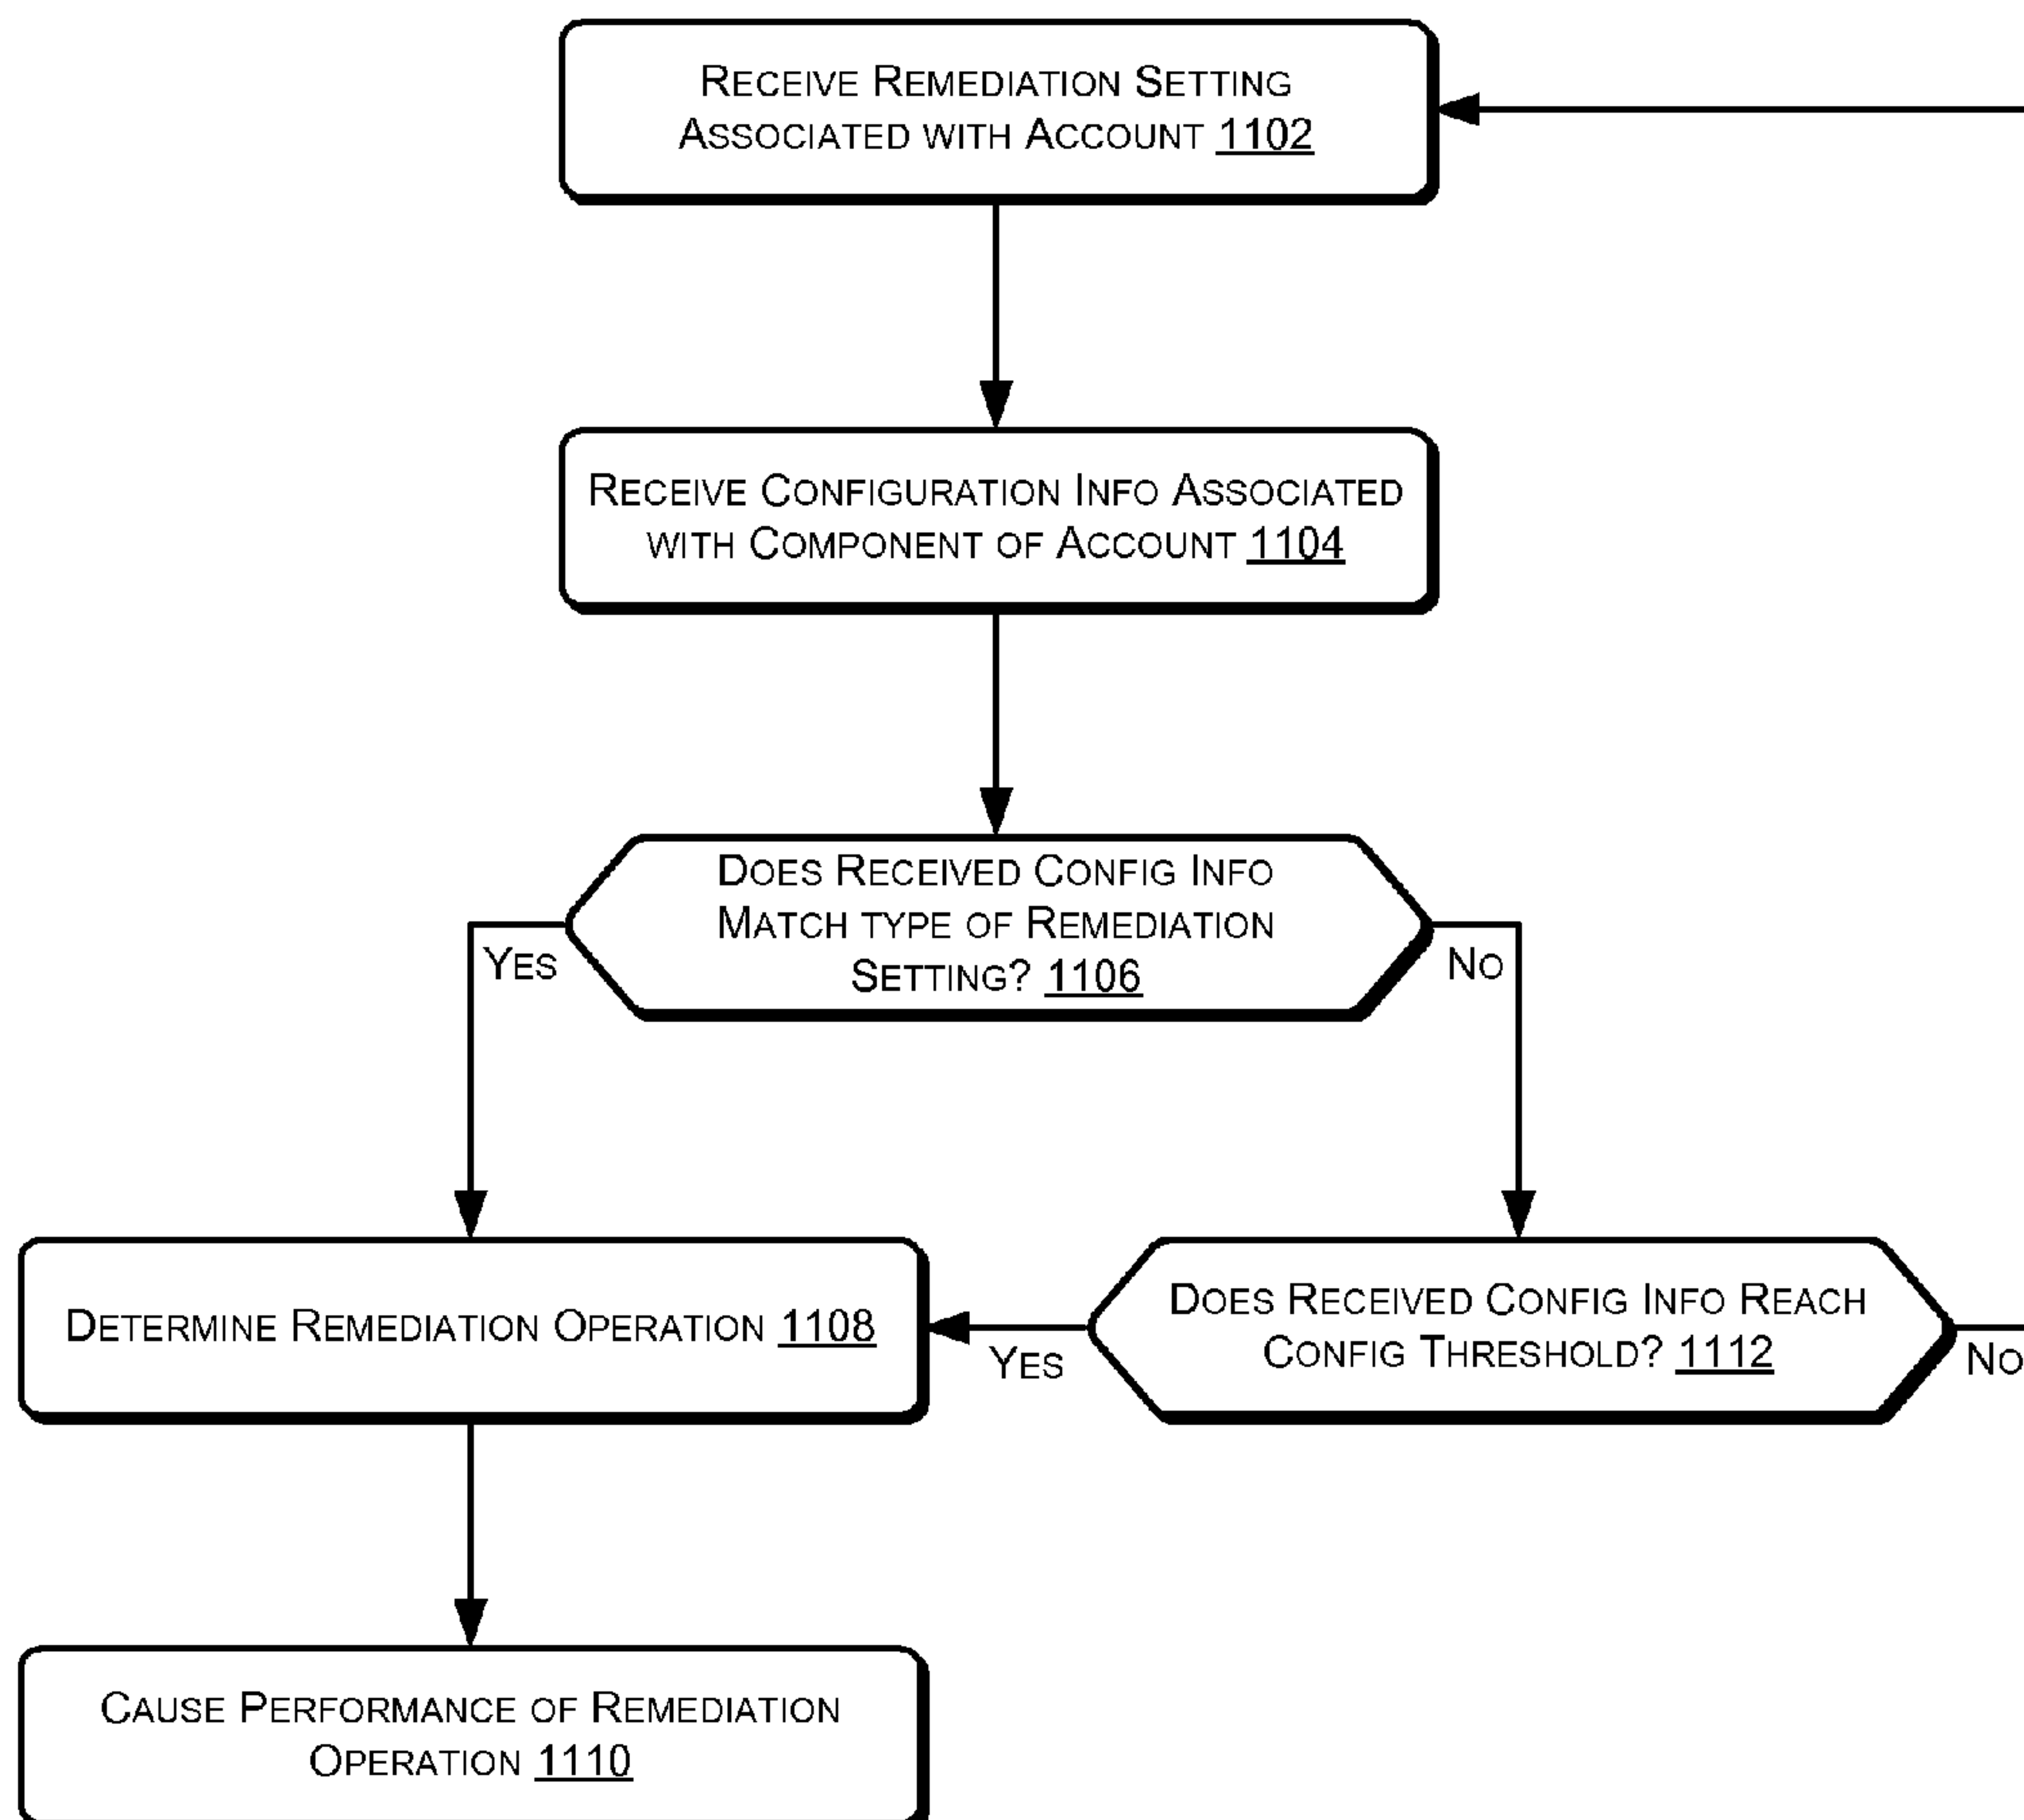 RECEIVE REMEDIATION SETTING
ASSOCIATED WITH ACCOUNT 1102
RECEIVE CONFIGURATION INFO ASSOCIATED
WITH COMPONENT OF ACCOUNT 1104
DOES RECEIVED CONFIG INFO
MATCH TYPE OF REMEDIATION
SETTING? 1106
YES
NO
DETERMINE REMEDIATION OPERATION 1108
YES
DOES RECEIVED CONFIG INFO REACH
CONFIG THRESHOLD? 1112
NO
CAUSE PERFORMANCE OF REMEDIATION
OPERATION 1110